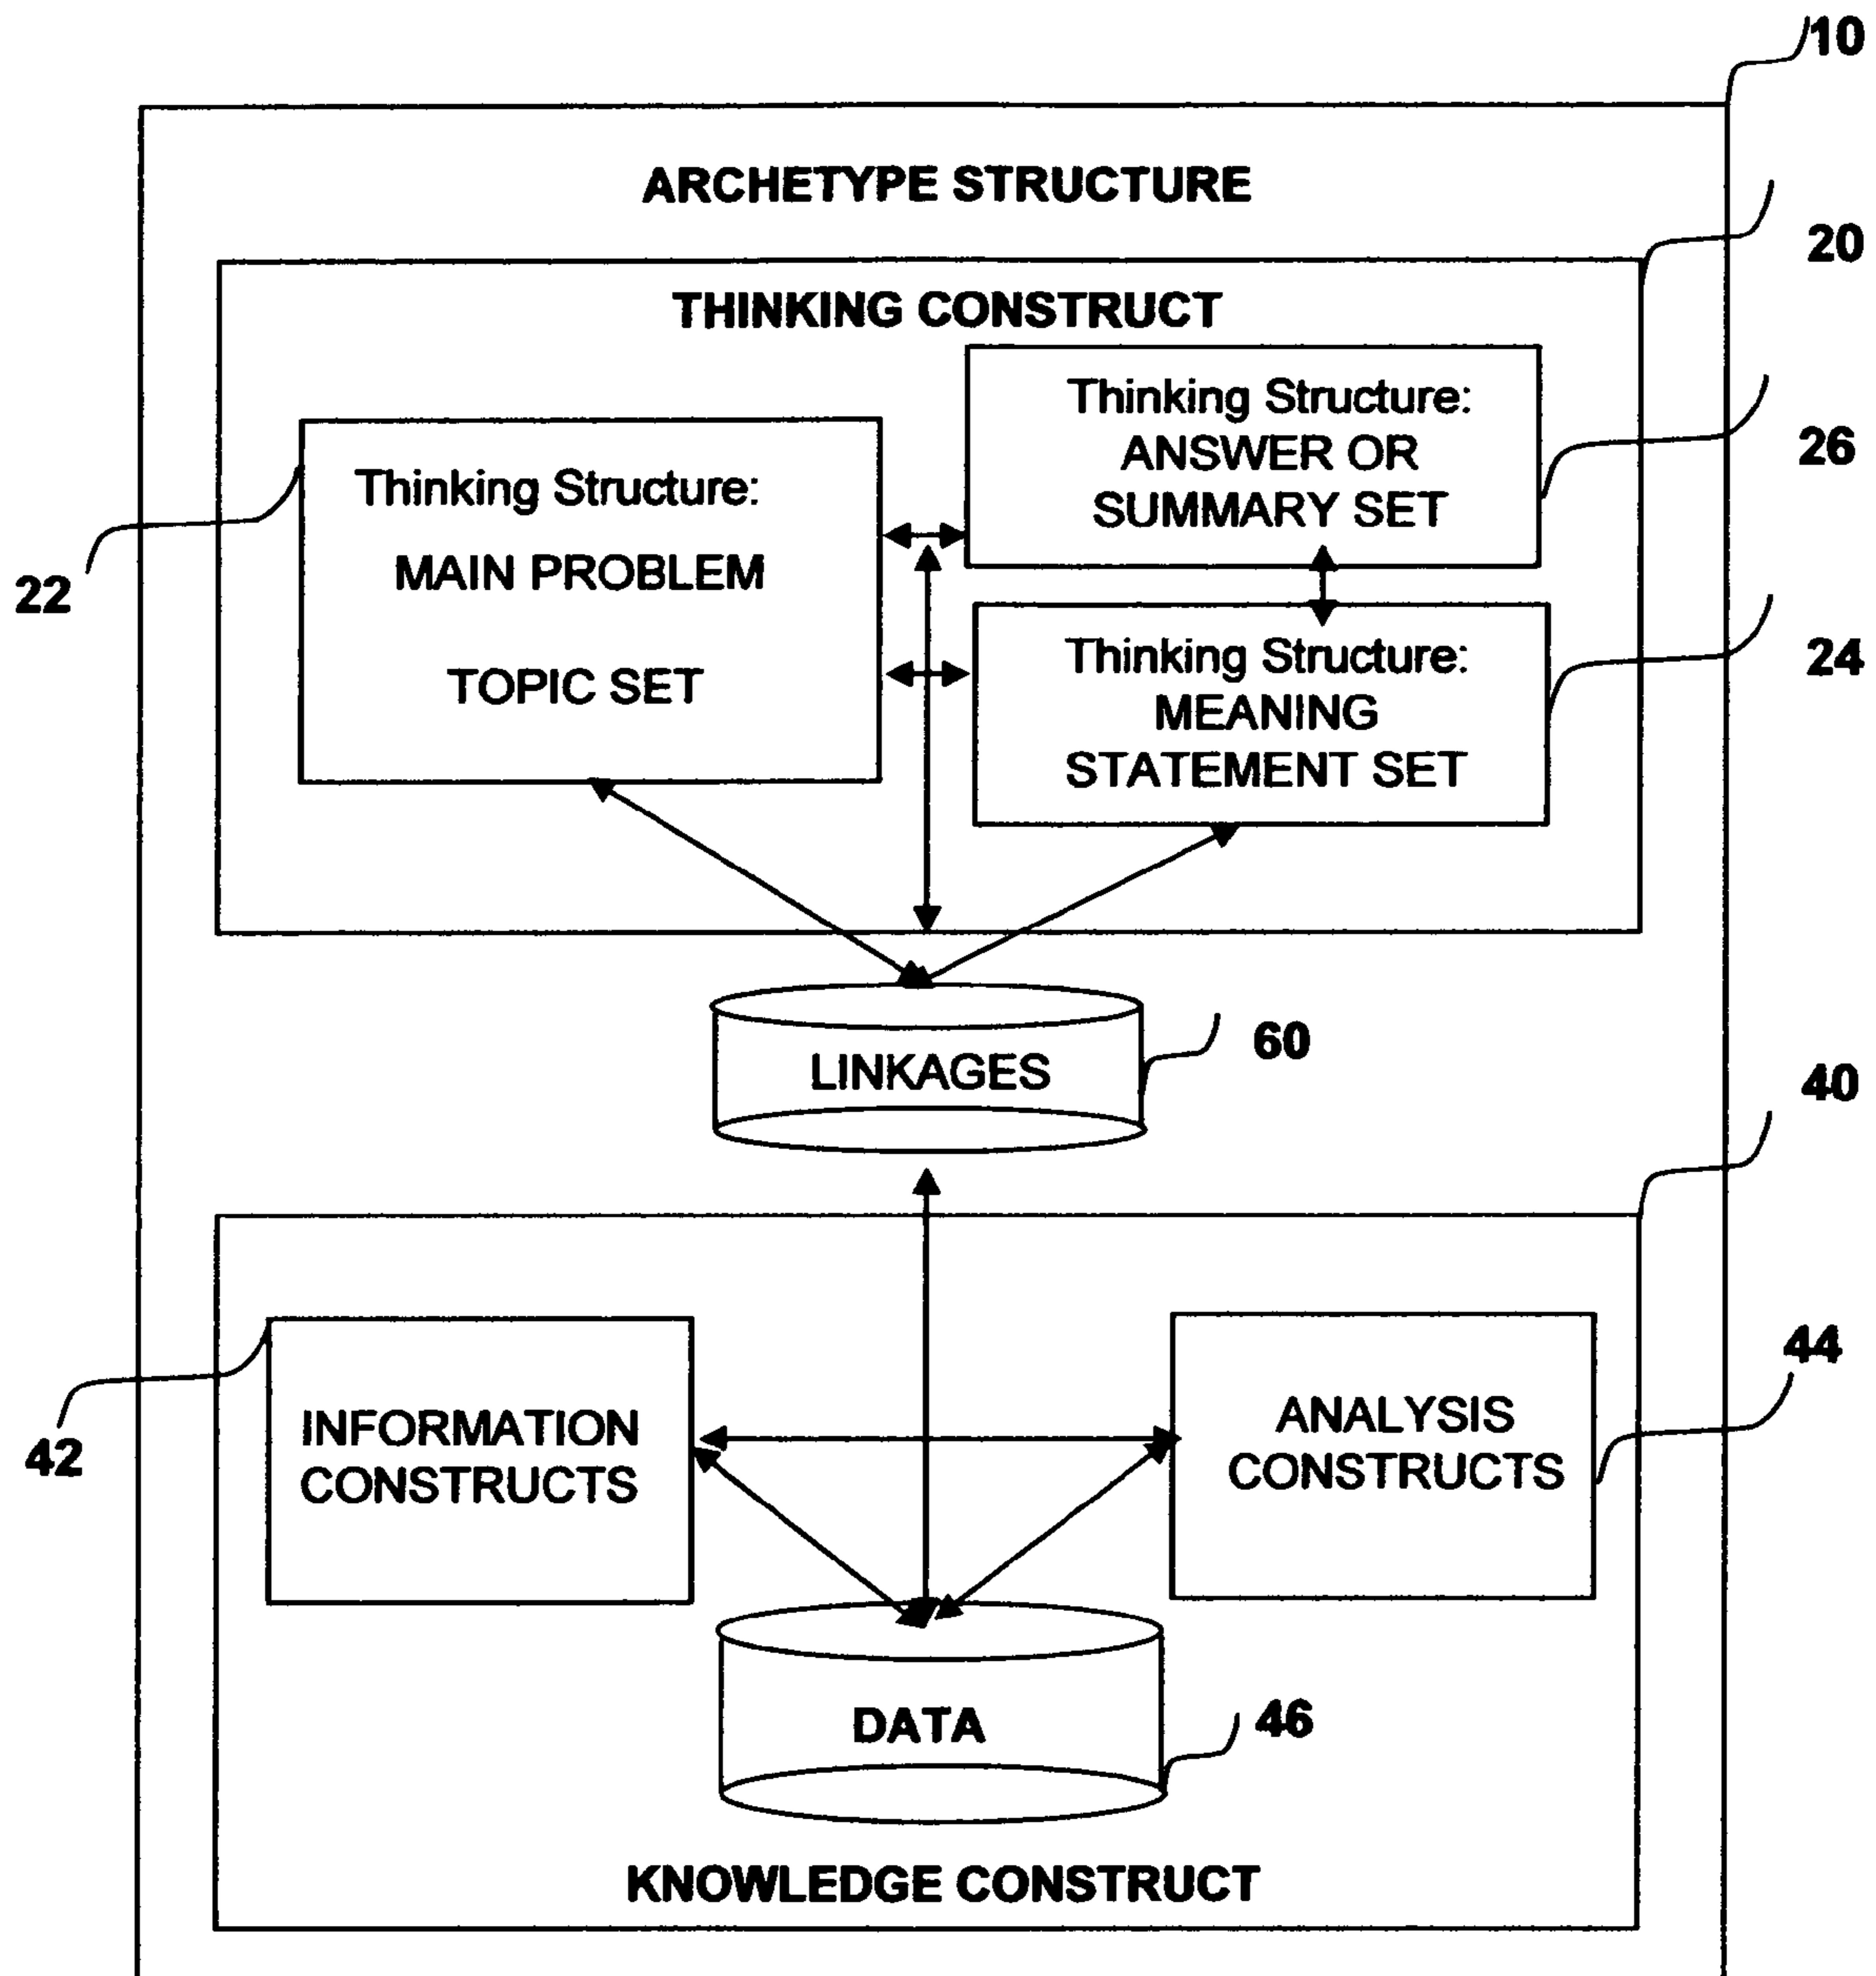 10
ARCHETYPE STRUCTURE
20
THINKING CONSTRUCT
Thinking Structure:
ANSWER OR
SUMMARY SET
26
Thinking Structure:
MAIN PROBLEM
TOPIC SET
22
Thinking Structure:
MEANING
STATEMENT SET
24
LINKAGES
60
40
INFORMATION
CONSTRUCTS
42
ANALYSIS
CONSTRUCTS
44
DATA
46
KNOWLEDGE CONSTRUCT